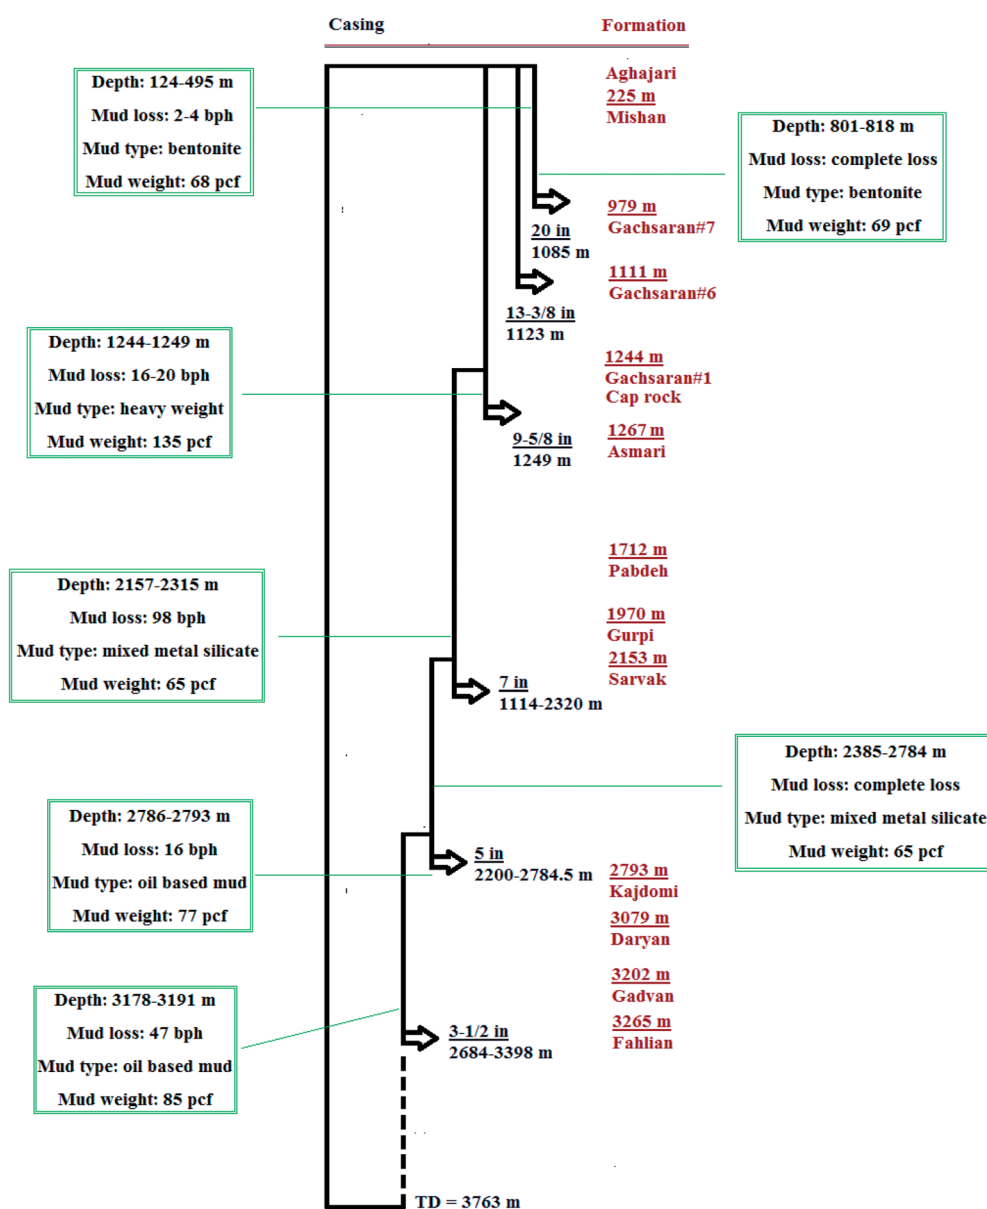 Casing
Formation
Aghajari
225 m
Mishan
Depth: 124-495 m
Mud loss: 2-4 bph
Mud type: bentonite
Mud weight: 68 pcf
Depth: 801-818 m
Mud loss: complete loss
Mud type: bentonite
Mud weight: 69 pcf
979 m
Gachsaran#7
20 in
1085 m
1111 m
Gachsaran#6
13-3/8 in
1123 m
Depth: 1244-1249 m
Mud loss: 16-20 bph
Mud type: heavy weight
Mud weight: 135 pcf
1244 m
Gachsaran#1
Cap rock
9-5/8 in
1249 m
1267 m
Asmari
1712 m
Pabdeh
Depth: 2157-2315 m
Mud loss: 98 bph
Mud type: mixed metal silicate
Mud weight: 65 pcf
1970 m
Gurpi
2153 m
Sarvak
7 in
1114-2320 m
Depth: 2385-2784 m
Mud loss: complete loss
Mud type: mixed metal silicate
Mud weight: 65 pcf
Depth: 2786-2793 m
Mud loss: 16 bph
Mud type: oil based mud
Mud weight: 77 pcf
5 in
2200-2784.5 m
2793 m
Kajdomi
3079 m
Daryan
3202 m
Gadvan
3265 m
Fahlian
Depth: 3178-3191 m
Mud loss: 47 bph
Mud type: oil based mud
Mud weight: 85 pcf
3-1/2 in
2684-3398 m
TD = 3763 m